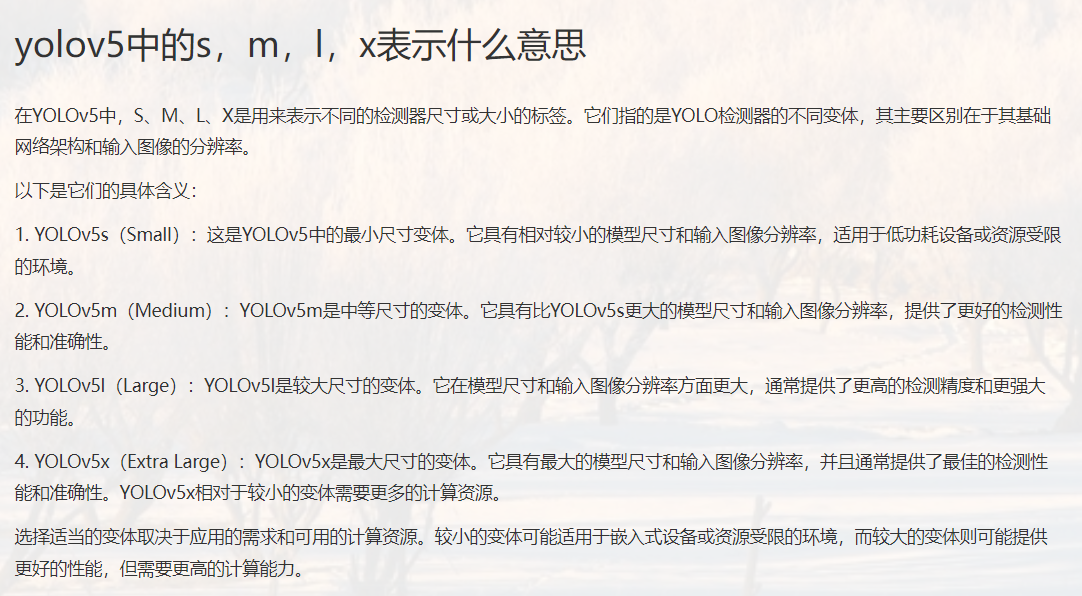 yolov5中的s，m，l，x表示什么意思
在YOLOv5中，S、M、L、X是用来表示不同的检测器尺寸或大小的标签。它们指的是YOLO检测器的不同变体，其主要区别在于其基础
网络架构和输入图像的分辨率。
以下是它们的具体含义：
1. YOLOv5s（Small）：这是YOLOv5中的最小尺寸变体。它具有相对较小的模型尺寸和输入图像分辨率，适用于低功耗设备或资源受限
的环境。
2. YOLOv5m（Medium）：YOLOv5m是中等尺寸的变体。它具有比YOLOv5s更大的模型尺寸和输入图像分辨率，提供了更好的检测性
能和准确性。
3. YOLOv5l（Large）：YOLOv5l是较大尺寸的变体。它在模型尺寸和输入图像分辨率方面更大，通常提供了更高的检测精度和更强大
的功能。
4. YOLOv5x（Extra Large）：YOLOv5x是最大尺寸的变体。它具有最大的模型尺寸和输入图像分辨率，并且通常提供了最佳的检测性
能和准确性。YOLOv5x相对于较小的变体需要更多的计算资源。
选择适当的变体取决于应用的需求和可用的计算资源。较小的变体可能适用于嵌入式设备或资源受限的环境，而较大的变体则可能提供
更好的性能，但需要更高的计算能力。